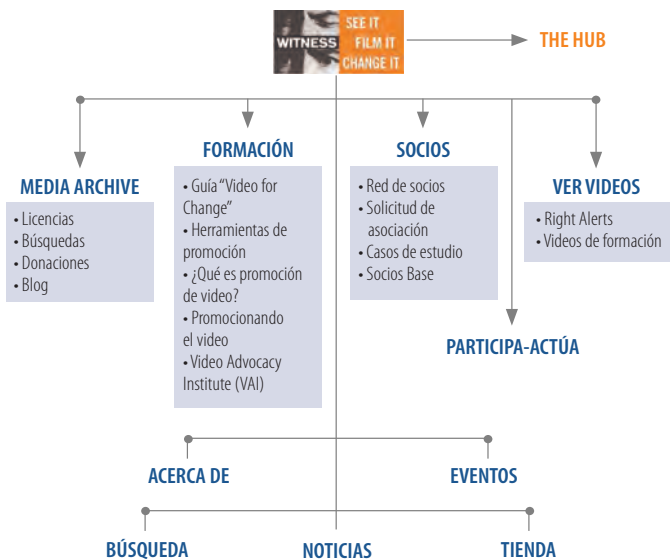 WITNESS
SEE IT
FILM IT
CHANGE IT
THE HUB
MEDIA ARCHIVE
• Licencias
• Búsquedas
• Donaciones
• Blog
FORMACIÓN
• Guía “Video for
Change”
• Herramientas de
promoción
• ¿Qué es promoción
de video?
• Promocionando
el video
• Video Advocacy
Institute (VAI)
SOCIOS
• Red de socios
• Solicitud de
asociación
• Casos de estudio
• Socios Base
VER VIDEOS
• Right Alerts
• Videos de formación
PARTICIPA-ACTÚA
ACERCA DE
EVENTOS
BÚSQUEDA
NOTICIAS
TIENDA